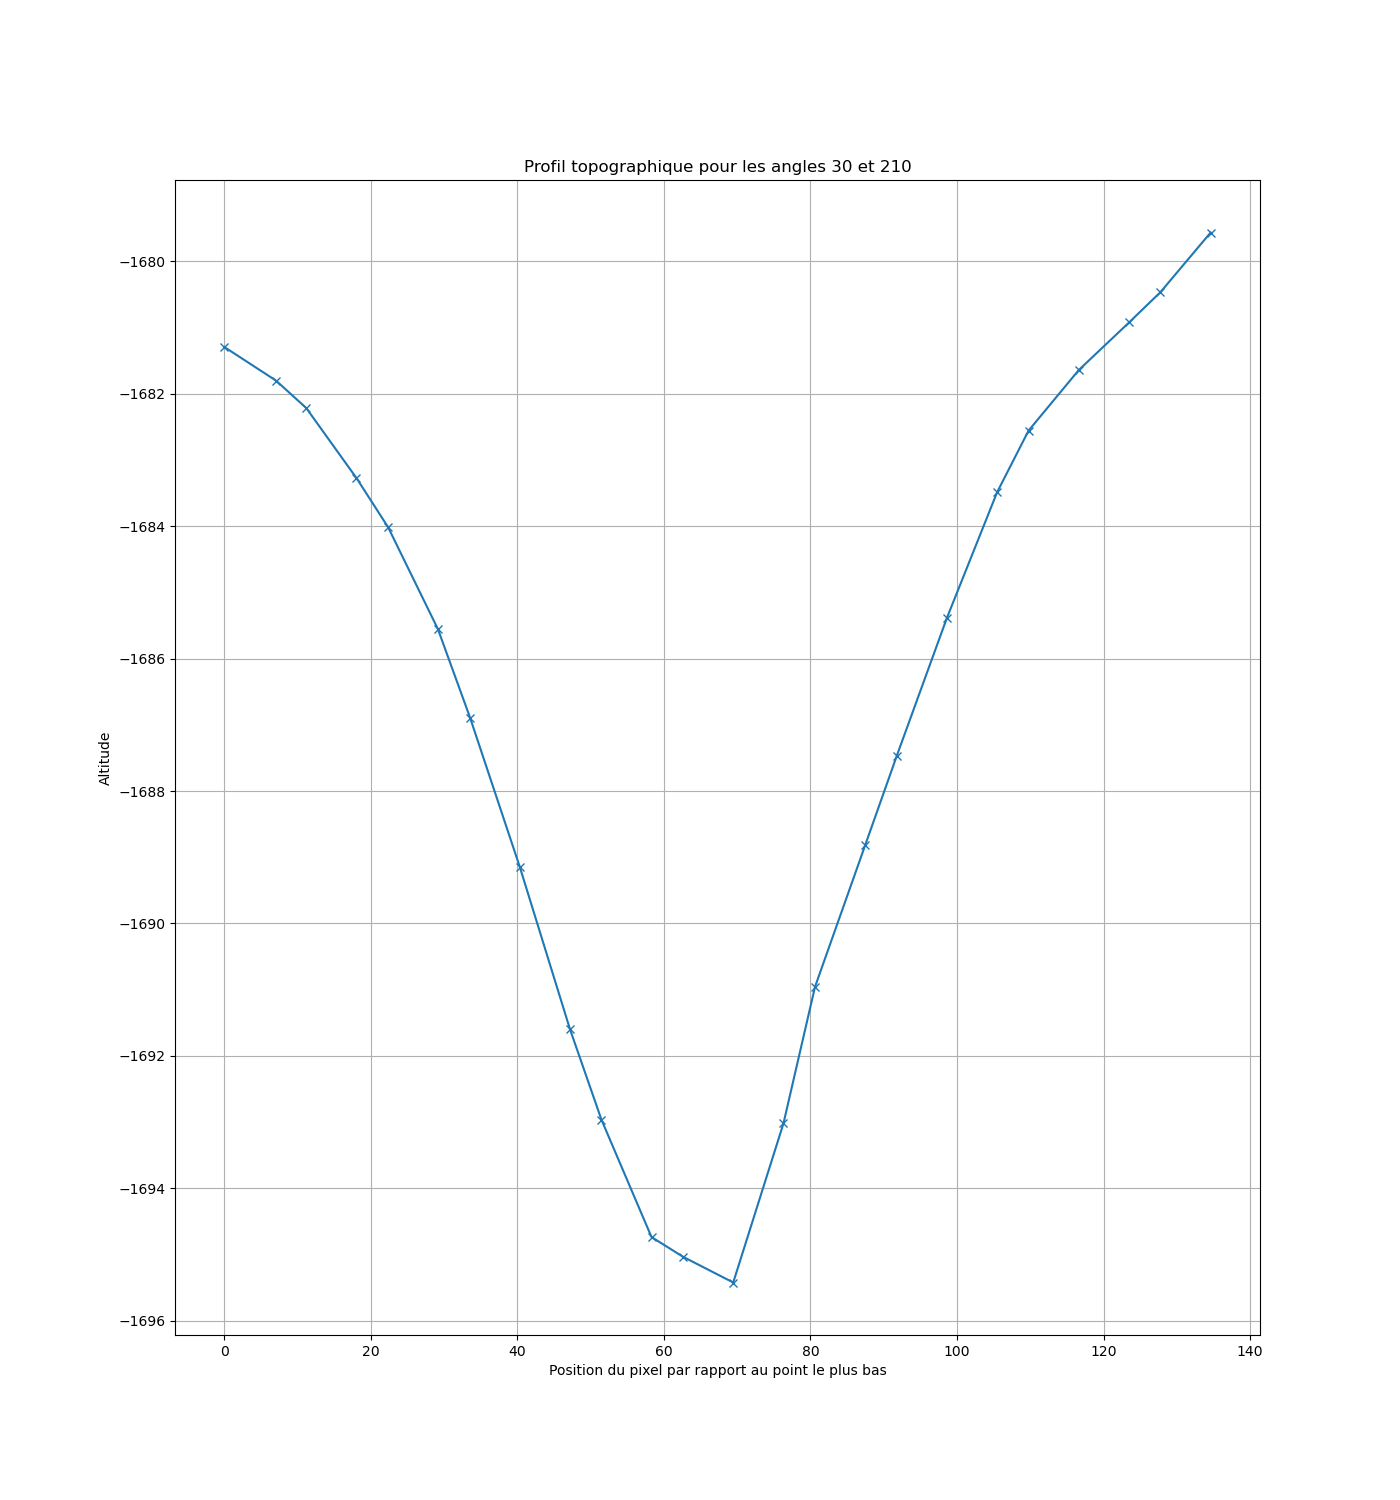 Profil topographique pour les angles 30 et 210
−1680
−1682
−1684
−1686
−1688
−1690
−1692
−1694
−1696
Altitude
0 20 40 60 80 100 120 140
Position du pixel par rapport au point le plus bas